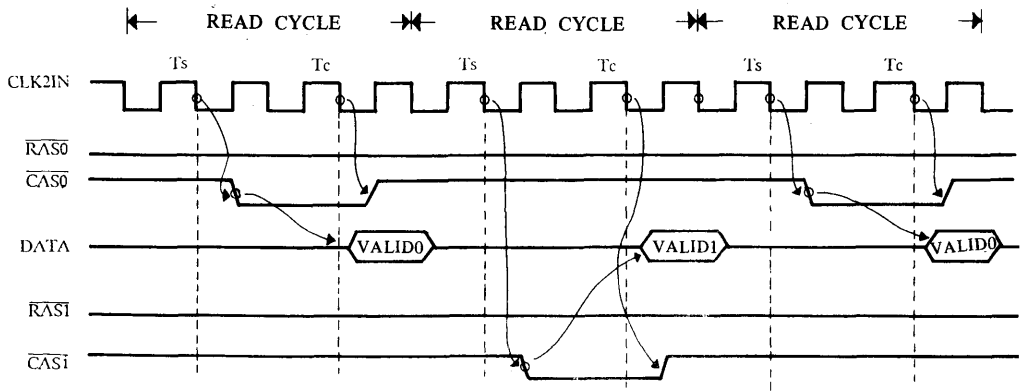 READ CYCLE READ CYCLE READ CYCLE
Ts Tc Ts Tc Ts Tc
CLK2IN
RAS0
CAS0
DATA VALID0 VALID1 VALID0
RAS1
CAS1